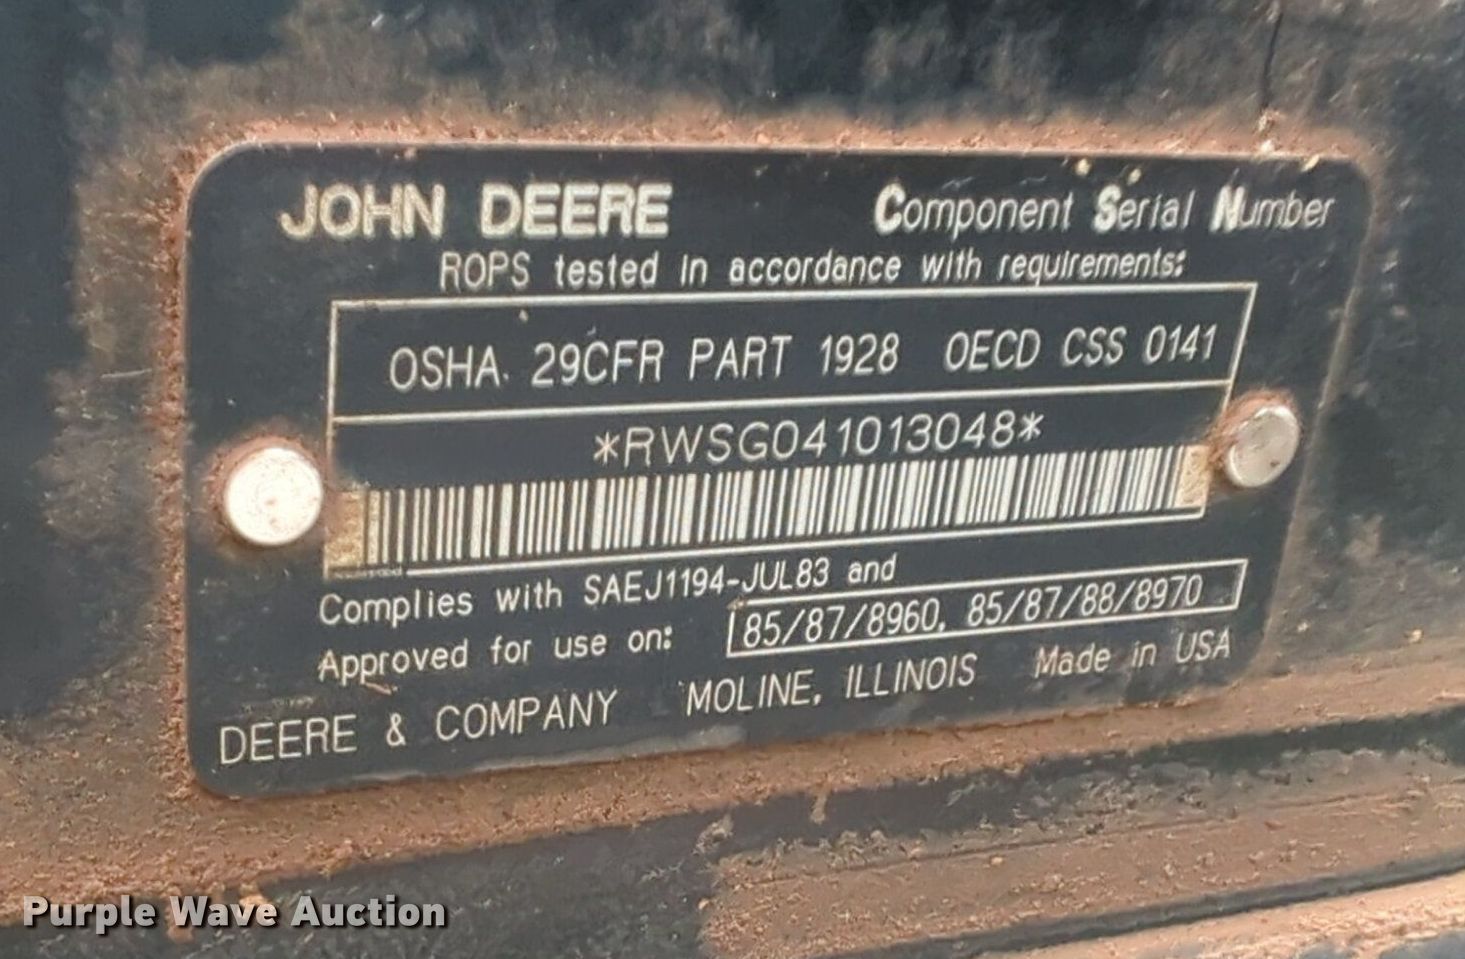 JOHN DEERE Component Serial Number
ROPS tested in accordance with requirements:
OSHA. 29CFR PART 1928 OECD CSS 0141
*RWSG041013048*
Complies with SAEJ1194-JUL83 and
Approved for use on: 85/87/8960, 85/87/88/8970
DEERE & COMPANY MOLINE, ILLINOIS Made in USA
Purple Wave Auction